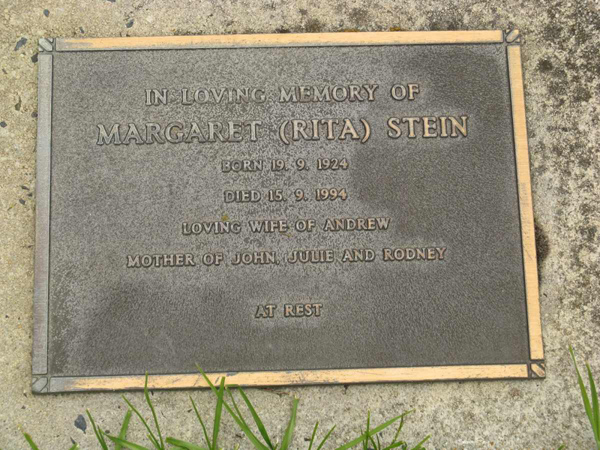 IN LOVING MEMORY OF
MARGARET (RITA) STEIN
BORN 19. 9. 1924
DIED 15. 9. 1994
LOVING WIFE OF ANDREW
MOTHER OF JOHN, JULIE AND RODNEY
AT REST